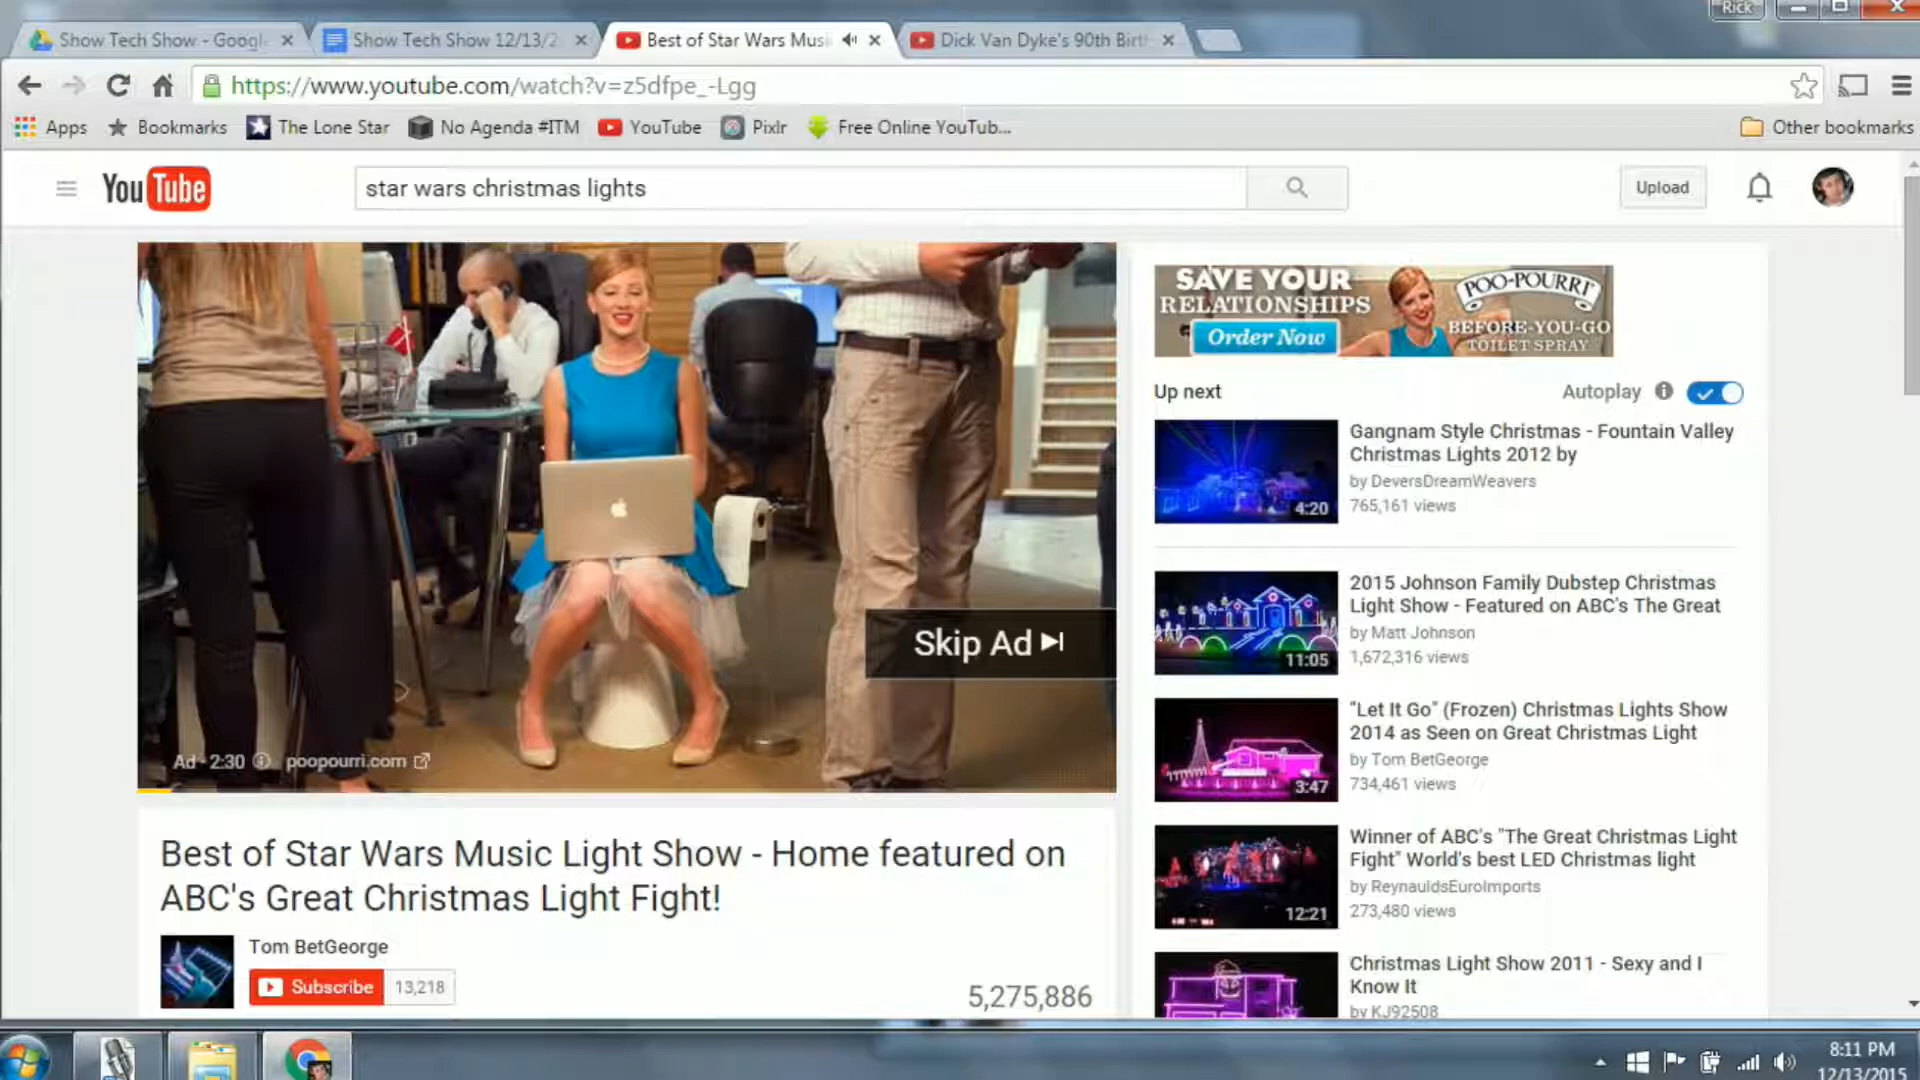 Rick
Show Tech Show - Googl
Show Tech Show 12/13/2
Best of Star Wars Musi
Dick Van Dyke's 90th Birt
https://www.youtube.com/watch?v=z5dfpe_-Lgg
Apps
Bookmarks
The Lone Star
No Agenda #ITM
YouTube
Pixlr
Free Online YouTub...
Other bookmarks
YouTube
star wars christmas lights
Upload
SAVE YOUR
RELATIONSHIPS
Order Now
POO-POURRI
BEFORE-YOU-GO
TOILET SPRAY
Up next
Autoplay
Gangnam Style Christmas - Fountain Valley
Christmas Lights 2012 by
by DeversDreamWeavers
765,161 views
4:20
2015 Johnson Family Dubstep Christmas
Light Show - Featured on ABC's The Great
by Matt Johnson
1,672,316 views
11:05
"Let It Go" (Frozen) Christmas Lights Show
2014 as Seen on Great Christmas Light
by Tom BetGeorge
734,461 views
3:47
Winner of ABC's "The Great Christmas Light
Fight" World's best LED Christmas light
by ReynauldsEuroImports
273,480 views
12:21
Christmas Light Show 2011 - Sexy and I
Know It
by KJ92508
Skip Ad
Ad · 2:30
poopourri.com
Best of Star Wars Music Light Show - Home featured on
ABC's Great Christmas Light Fight!
Tom BetGeorge
Subscribe
13,218
5,275,886
8:11 PM
12/13/2015